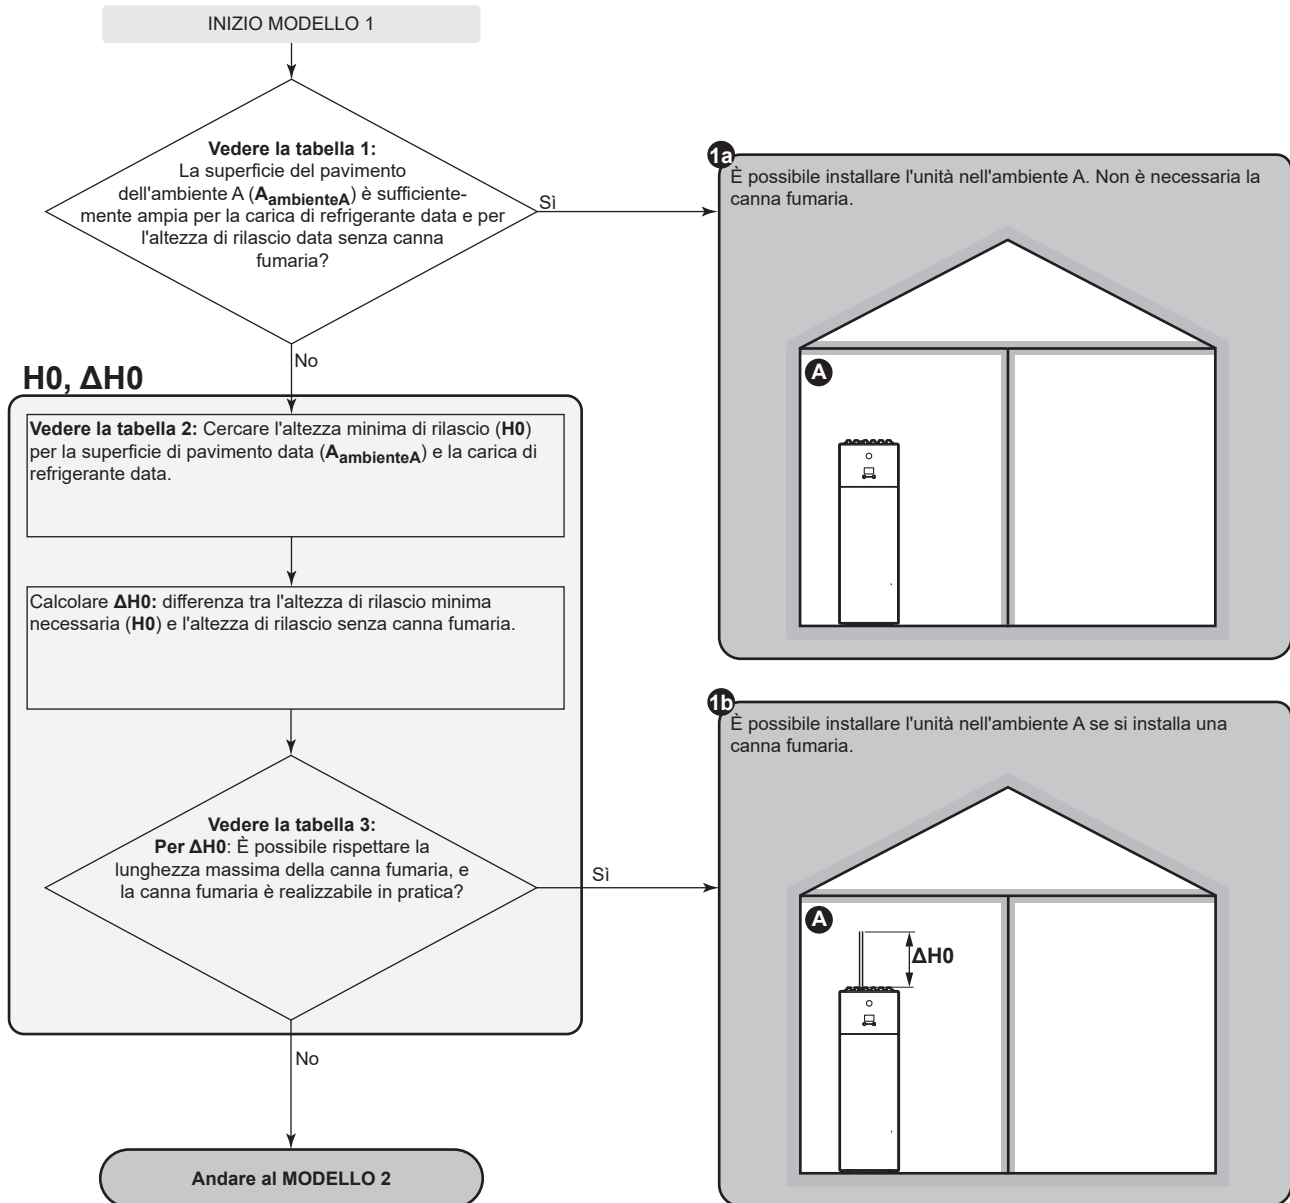 INIZIO MODELLO 1
Vedere la tabella 1:
La superficie del pavimento
dell'ambiente A (AambienteA) è sufficiente-
mente ampia per la carica di refrigerante data e per
l'altezza di rilascio data senza canna
fumaria?
Sì
No
1a
È possibile installare l'unità nell'ambiente A. Non è necessaria la
canna fumaria.
A
H0, ΔH0
Vedere la tabella 2: Cercare l'altezza minima di rilascio (H0)
per la superficie di pavimento data (AambienteA) e la carica di
refrigerante data.
Calcolare ΔH0: differenza tra l'altezza di rilascio minima
necessaria (H0) e l'altezza di rilascio senza canna fumaria.
Vedere la tabella 3:
Per ΔH0: È possibile rispettare la
lunghezza massima della canna fumaria, e
la canna fumaria è realizzabile in pratica?
Sì
No
1b
È possibile installare l'unità nell'ambiente A se si installa una
canna fumaria.
A
ΔH0
Andare al MODELLO 2